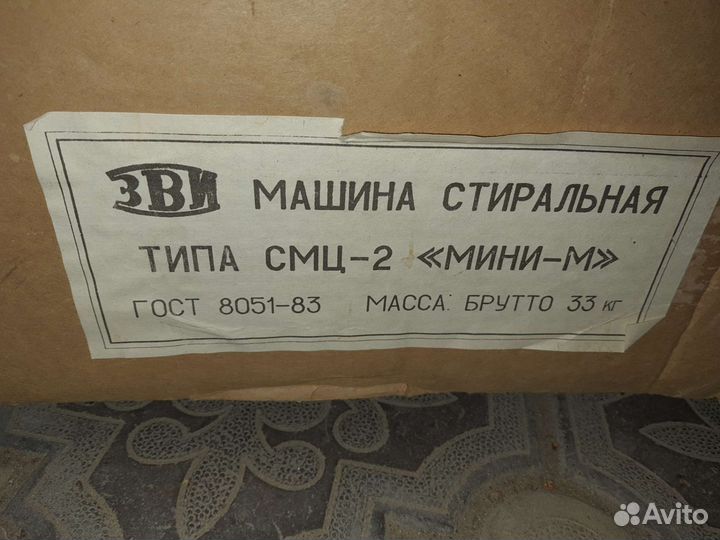 ЗВИ МАШИНА СТИРАЛЬНАЯ
ТИПА СМЦ-2 «МИНИ-М»
ГОСТ 8051-83 МАССА: БРУТТО 33 кг
Avito